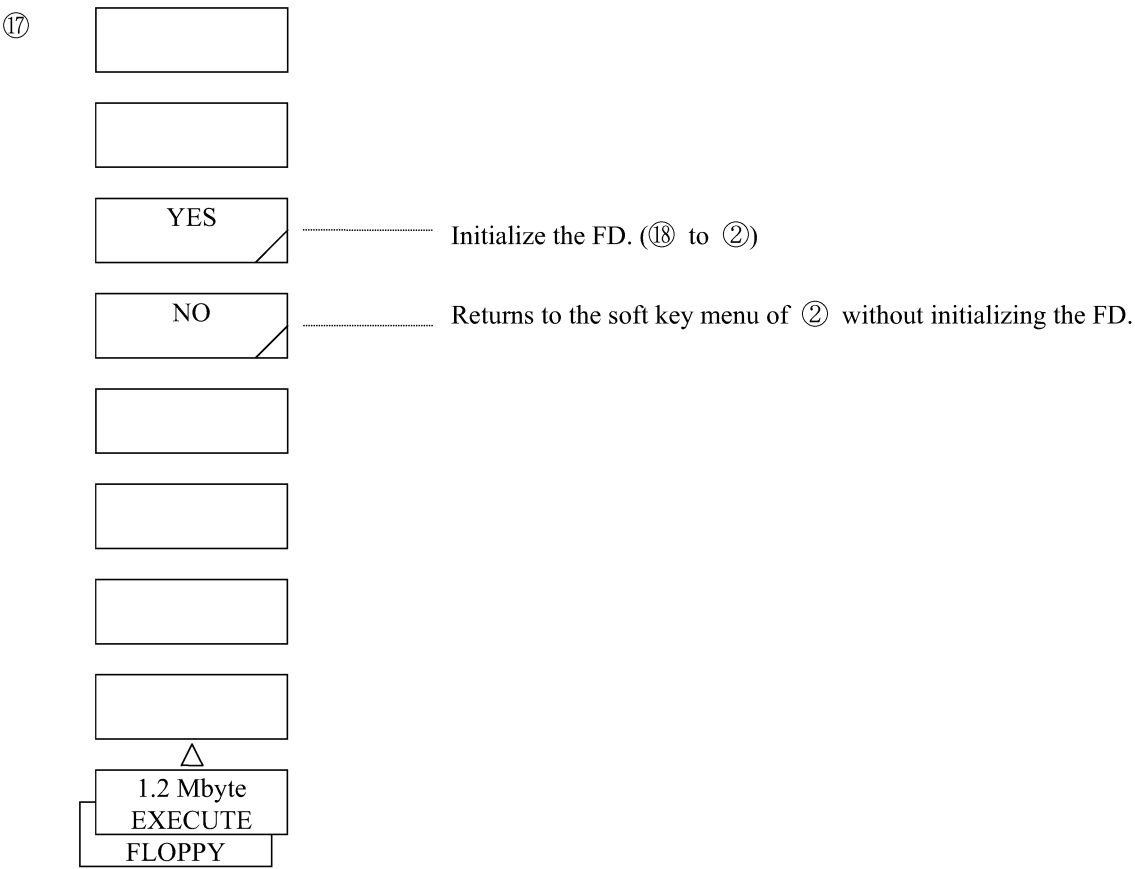 ⑰
YES
Initialize the FD. (⑱ to ②)
NO
Returns to the soft key menu of ② without initializing the FD.
1.2 Mbyte
EXECUTE
FLOPPY